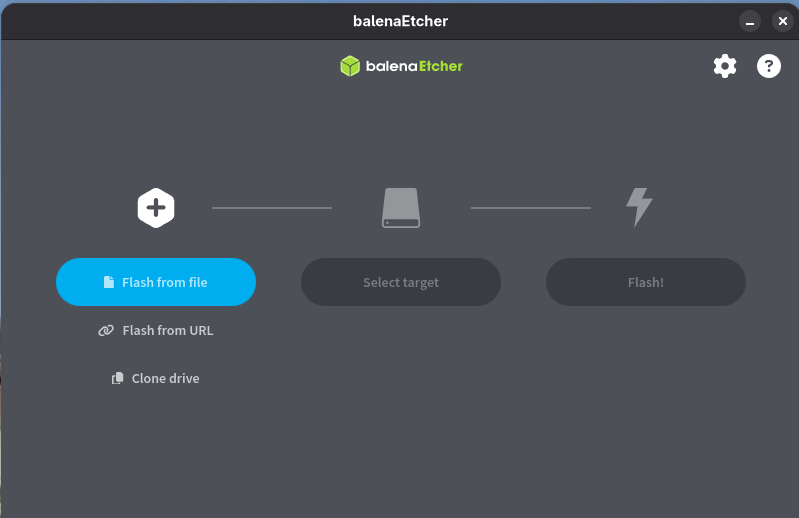 balenaEtcher
balenaEtcher
Flash from file
Select target
Flash!
Flash from URL
Clone drive